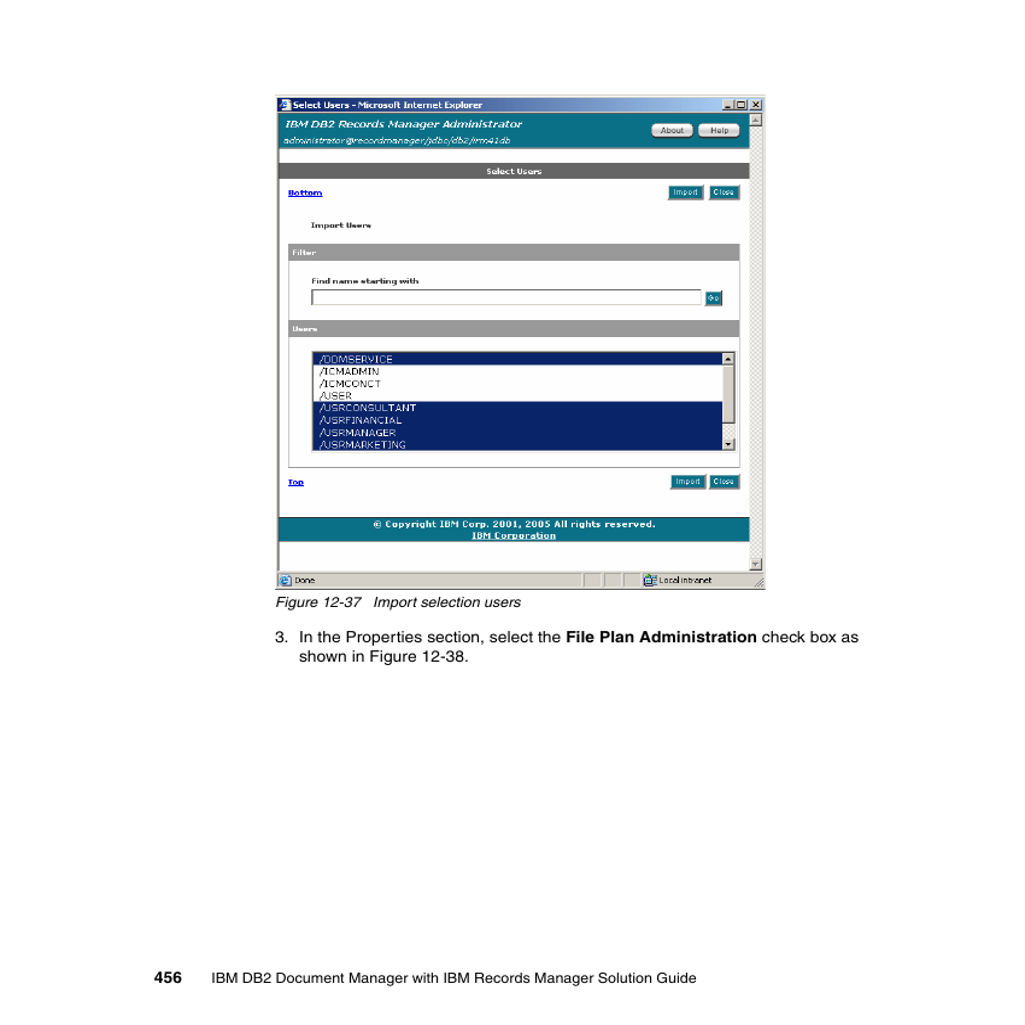 Select Users - Microsoft Internet Explorer
IBM DB2 Records Manager Administrator
About Help
administrator@recordmanager/jdbc/db2/irm41db
Select Users
Bottom Import Close
Import Users
Filter
Find name starting with
Go
Users
/DDMSERVICE
/ICMADMIN
/ICMCONCT
/USER
/USRCONSULTANT
/USRFINANCIAL
/USRMANAGER
/USRMARKETING
Top Import Close
© Copyright IBM Corp. 2001, 2005 All rights reserved.
IBM Corporation
Done Local intranet
Figure 12-37 Import selection users
3. In the Properties section, select the File Plan Administration check box as
shown in Figure 12-38.
456 IBM DB2 Document Manager with IBM Records Manager Solution Guide